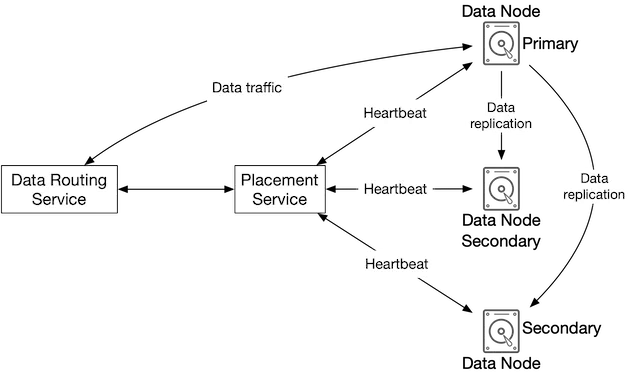 Data Node
Primary
Data traffic
Heartbeat
Data
replication
Data Routing
Service
Placement
Service
Heartbeat
Data
replication
Data Node
Secondary
Heartbeat
Secondary
Data Node